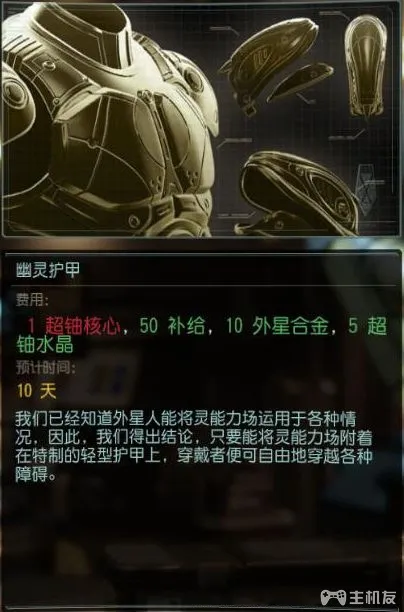 幽灵护甲
费用:
1 超铀核心，50 补给，10 外星合金，5 超
铀水晶
预计时间:
10 天
我们已经知道外星人能将灵能力场运用于各种情
况，因此，我们得出结论，只要能将灵能力场附着
在特制的轻型护甲上，穿戴者便可自由地穿越各种
障碍。
主机友